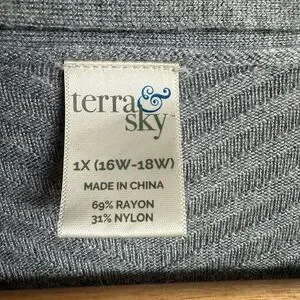 terra &
sky
1X (16W-18W)
MADE IN CHINA
69% RAYON
31% NYLON